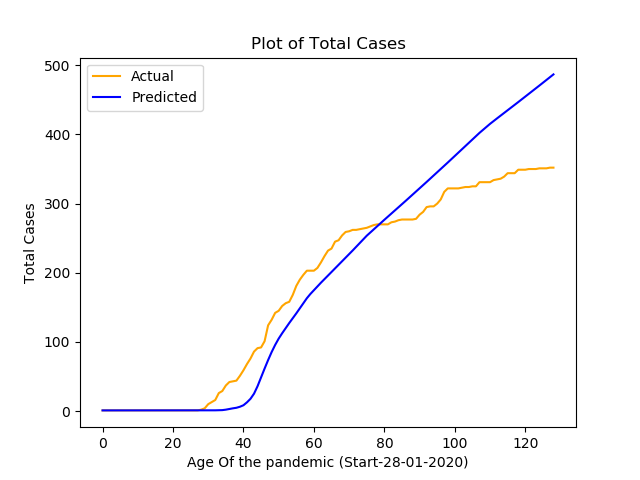 Plot of Total Cases
Actual
Predicted
500
400
300
200
100
0
Total Cases
0 20 40 60 80 100 120
Age Of the pandemic (Start-28-01-2020)